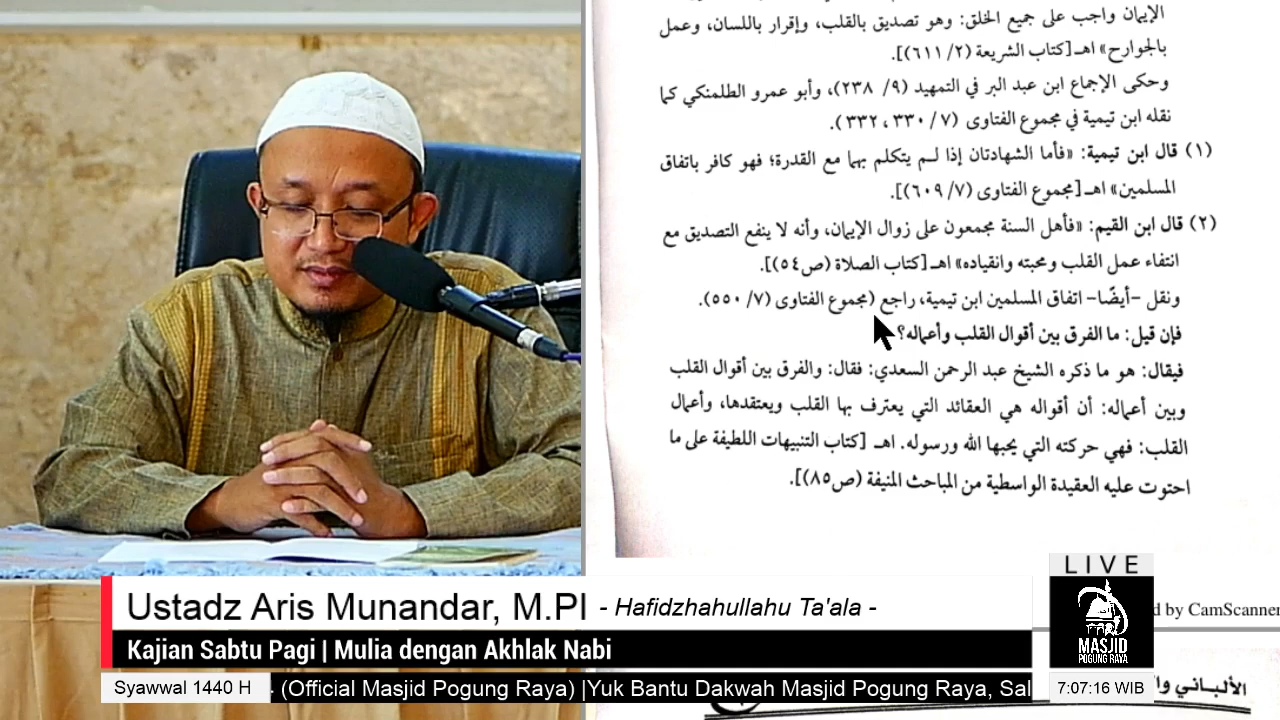 الإيمان واجب على جميع الخلق: وهو تصديق بالقلب، وإقرار باللسان، وعمل
بالجوارح» اهـ [كتاب الشريعة (٢/ ٦١١)].
وحكى الإجماع ابن عبد البر في التمهيد (٩/ ٢٣٨)، وأبو عمرو الطلمنكي كما
نقله ابن تيمية في مجموع الفتاوى (٧/ ٣٣٠، ٣٣٢).
(١) قال ابن تيمية: «فأما الشهادتان إذا لـم يتكلم بهما مع القدرة؛ فهو كافر باتفاق
المسلمين» اهـ [مجموع الفتاوى (٧/ ٦٠٩)].
(٢) قال ابن القيم: «فأهل السنة مجمعون على زوال الإيمان، وأنه لا ينفع التصديق مع
انتفاء عمل القلب ومحبته وانقياده» اهـ [كتاب الصلاة (ص٥٤)].
ونقل -أيضًا- اتفاق المسلمين ابن تيمية، راجع (مجموع الفتاوى (٧/ ٥٥٠).
فإن قيل: ما الفرق بين أقوال القلب وأعماله؟
فيقال: هو ما ذكره الشيخ عبد الرحمن السعدي: فقال: والفرق بين أقوال القلب
وبين أعماله: أن أقواله هي العقائد التي يعترف بها القلب ويعتقدها، وأعمال
القلب: فهي حركته التي يحبها الله ورسوله. اهـ [كتاب التنبيهات اللطيفة على ما
احتوت عليه العقيدة الواسطية من المباحث المنيفة (ص٨٥)].
LIVE
Ustadz Aris Munandar, M.PI - Hafidzhahullahu Ta'ala -
d by CamScanner
Kajian Sabtu Pagi | Mulia dengan Akhlak Nabi
MASJID
POGUNG RAYA
Syawwal 1440 H
(Official Masjid Pogung Raya) |Yuk Bantu Dakwah Masjid Pogung Raya, Sal
7:07:16 WIB
الألباني